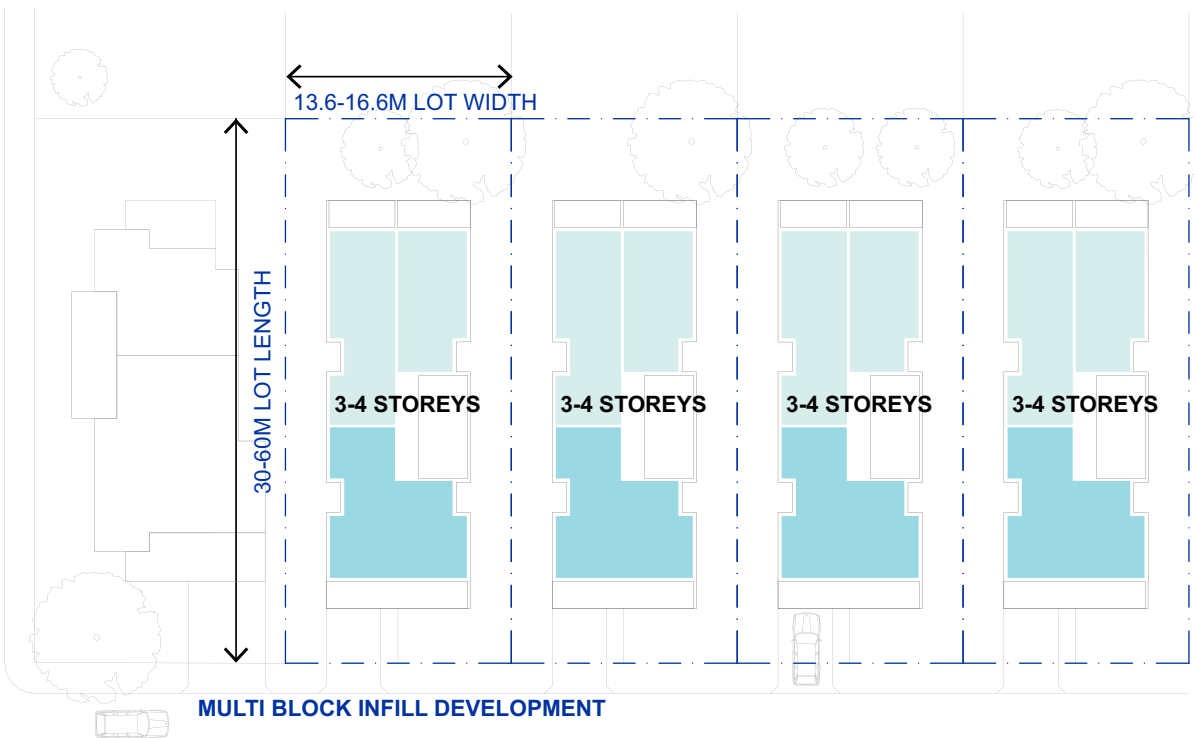 13.6-16.6M LOT WIDTH
30-60M LOT LENGTH
3-4 STOREYS
3-4 STOREYS
3-4 STOREYS
3-4 STOREYS
MULTI BLOCK INFILL DEVELOPMENT